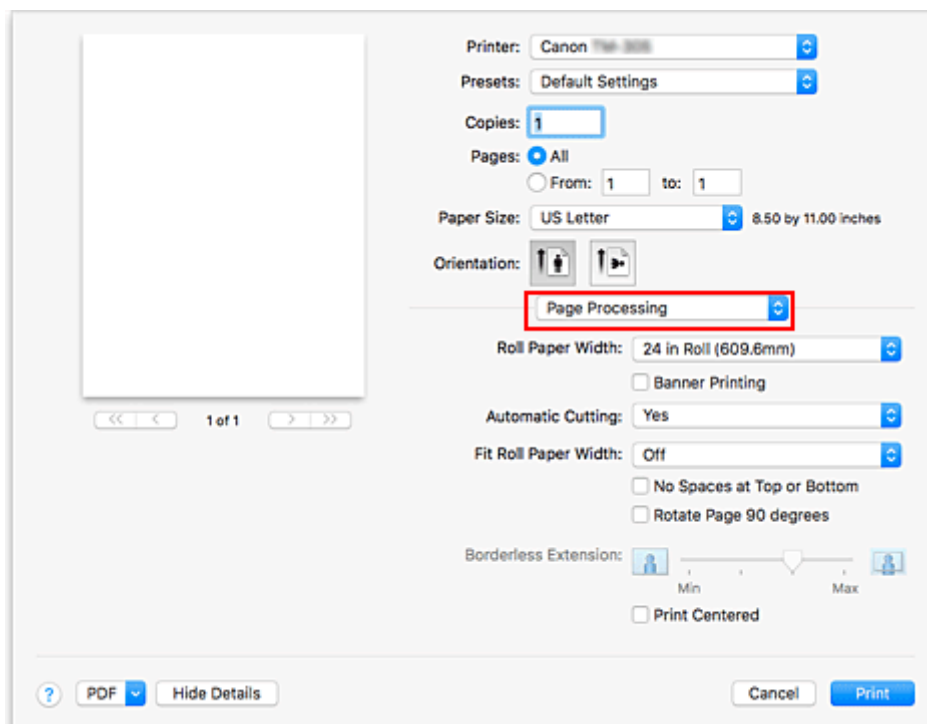 Printer: Canon
Presets: Default Settings
Copies: 1
Pages: All
From: 1 to: 1
Paper Size: US Letter 8.50 by 11.00 inches
Orientation:
Page Processing
Roll Paper Width: 24 in Roll (609.6mm)
Banner Printing
<< < 1 of 1 > >>
Automatic Cutting: Yes
Fit Roll Paper Width: Off
No Spaces at Top or Bottom
Rotate Page 90 degrees
Borderless Extension:
Min Max
Print Centered
? PDF Hide Details Cancel Print